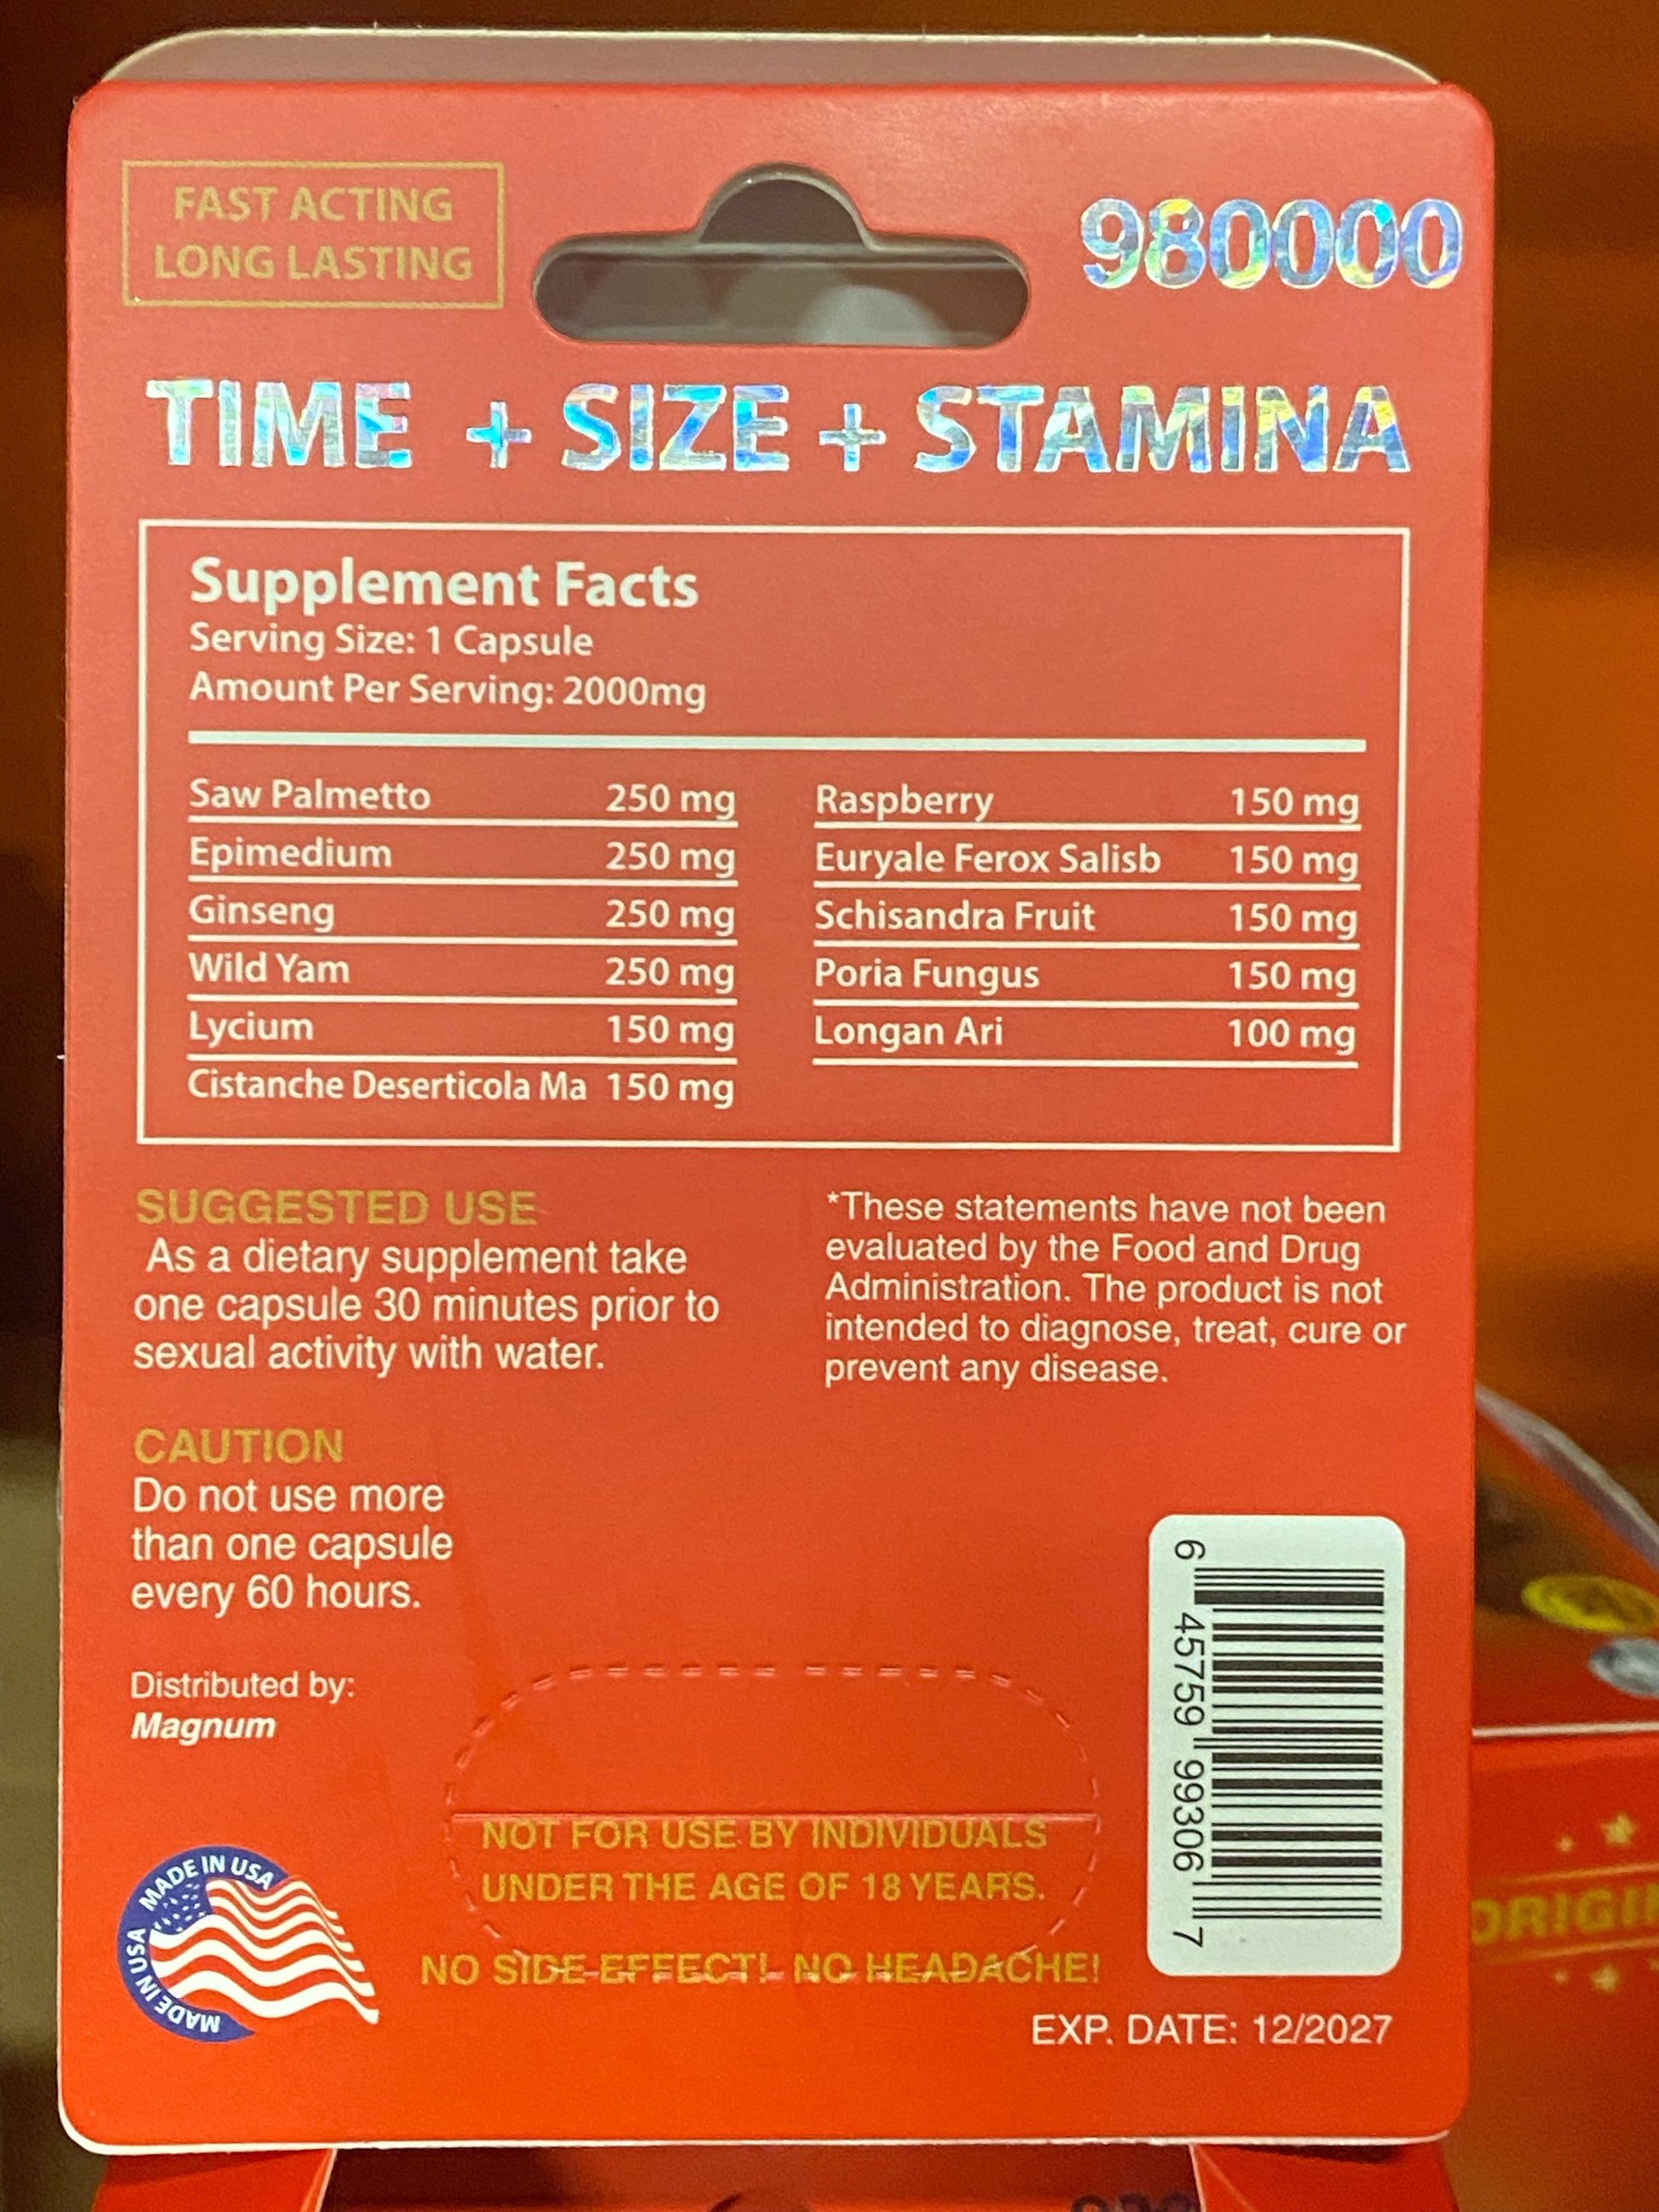 FAST ACTING
LONG LASTING
980000
TIME + SIZE + STAMINA
Supplement Facts
Serving Size: 1 Capsule
Amount Per Serving: 2000mg
Saw Palmetto 250 mg
Epimedium 250 mg
Ginseng 250 mg
Wild Yam 250 mg
Lycium 150 mg
Cistanche Deserticola Ma 150 mg
Raspberry 150 mg
Euryale Ferox Salisb 150 mg
Schisandra Fruit 150 mg
Poria Fungus 150 mg
Longan Ari 100 mg
SUGGESTED USE
As a dietary supplement take
one capsule 30 minutes prior to
sexual activity with water.
*These statements have not been
evaluated by the Food and Drug
Administration. The product is not
intended to diagnose, treat, cure or
prevent any disease.
CAUTION
Do not use more
than one capsule
every 60 hours.
Distributed by:
Magnum
MADE IN USA
MADE IN USA
MADE
NOT FOR USE BY INDIVIDUALS
UNDER THE AGE OF 18 YEARS.
NO SIDE EFFECT! NO HEADACHE!
6 45759 99306 7
EXP. DATE: 12/2027